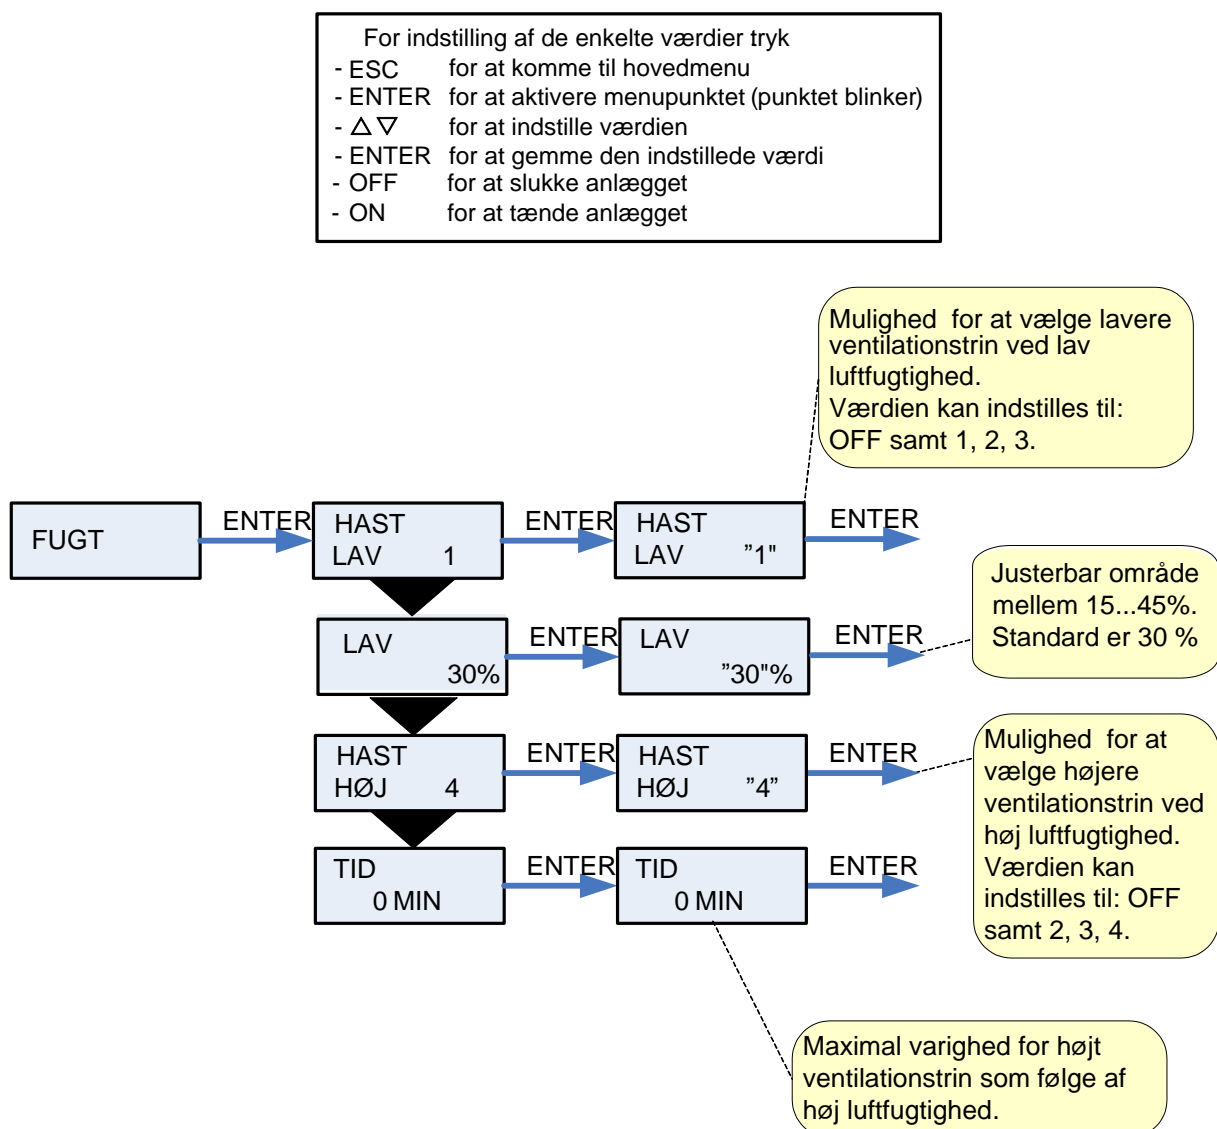 For indstilling af de enkelte værdier tryk
- ESC for at komme til hovedmenu
- ENTER for at aktivere menupunktet (punktet blinker)
- △▽ for at indstille værdien
- ENTER for at gemme den indstillede værdi
- OFF for at slukke anlægget
- ON for at tænde anlægget
Mulighed for at vælge lavere
ventilationstrin ved lav
luftfugtighed.
Værdien kan indstilles til:
OFF samt 1, 2, 3.
FUGT
ENTER
HAST
LAV 1
ENTER
HAST
LAV ”1"
ENTER
LAV
30%
ENTER
LAV
”30"%
ENTER
Justerbar område
mellem 15...45%.
Standard er 30 %
HAST
HØJ 4
ENTER
HAST
HØJ ”4”
ENTER
Mulighed for at
vælge højere
ventilationstrin ved
høj luftfugtighed.
Værdien kan
indstilles til: OFF
samt 2, 3, 4.
TID
0 MIN
ENTER
TID
0 MIN
ENTER
Maximal varighed for højt
ventilationstrin som følge af
høj luftfugtighed.